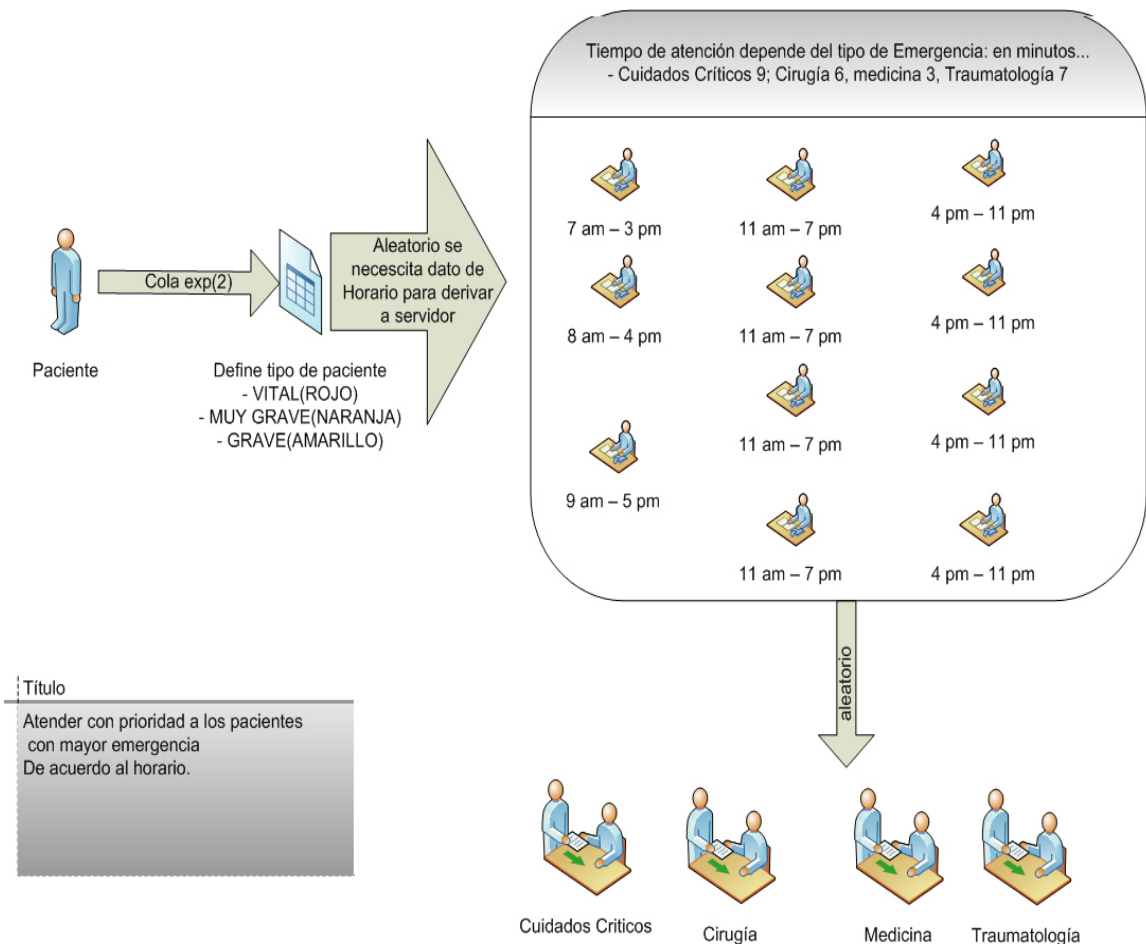 Tiempo de atención depende del tipo de Emergencia: en minutos...
- Cuidados Críticos 9; Cirugía 6, medicina 3, Traumatología 7
7 am – 3 pm
11 am – 7 pm
4 pm – 11 pm
Cola exp(2)
Aleatorio se
necescita dato de
Horario para derivar
a servidor
8 am – 4 pm
11 am – 7 pm
4 pm – 11 pm
Paciente
Define tipo de paciente
- VITAL(ROJO)
- MUY GRAVE(NARANJA)
- GRAVE(AMARILLO)
11 am – 7 pm
4 pm – 11 pm
9 am – 5 pm
11 am – 7 pm
4 pm – 11 pm
aleatorio
Título
Atender con prioridad a los pacientes
con mayor emergencia
De acuerdo al horario.
Cuidados Criticos
Cirugía
Medicina
Traumatología